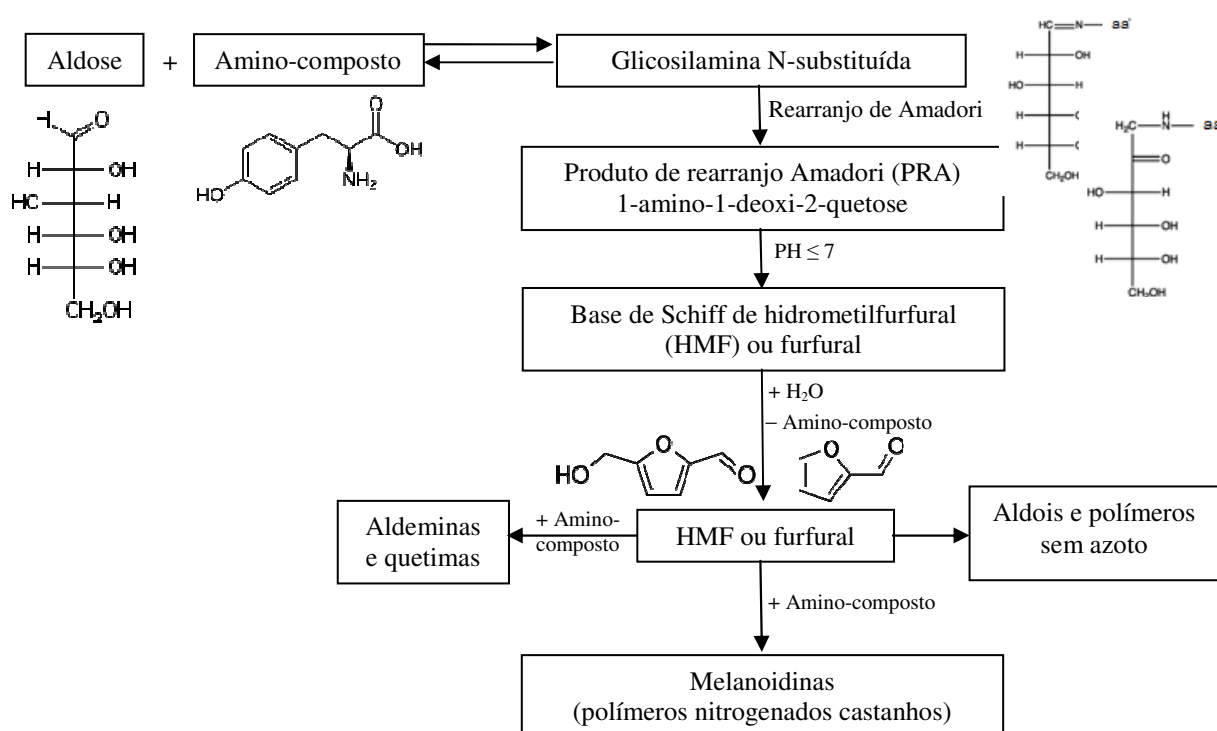 Aldose
+
Amino-composto
Glicosilamina N-substituída
Rearranjo de Amadori
Produto de rearranjo Amadori (PRA)
1-amino-1-deoxi-2-quetose
PH ≤ 7
Base de Schiff de hidrometilfurfural
(HMF) ou furfural
+ H₂O
− Amino-composto
HMF ou furfural
+ Amino-
composto
Aldeminas
e quetimas
Aldois e polímeros
sem azoto
+ Amino-composto
Melanoidinas
(polímeros nitrogenados castanhos)
H
O
H
OH
HO
H
H
OH
H
OH
CH₂OH
O
OH
NH₂
HO
HC
N
aa'
H
OH
HO
H
H
H
CH₂OH
H₂C
H
N
aa
O
HO
H
H
OH
H
OH
CH₂OH
HO
O
O
O
O